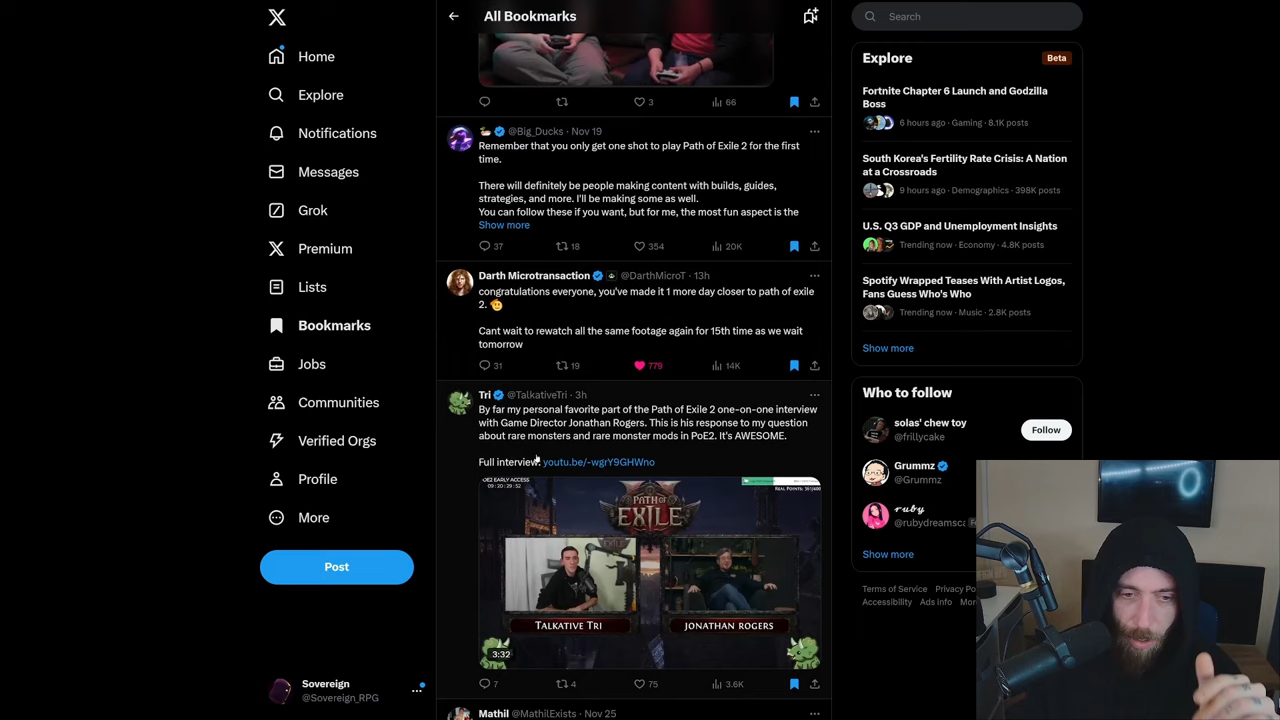 Home
Explore
Notifications
Messages
Grok
Premium
Lists
Bookmarks
Jobs
Communities
Verified Orgs
Profile
More
Post
Sovereign
@Sovereign_RPG
All Bookmarks
3
66
@Big_Ducks · Nov 19
Remember that you only get one shot to play Path of Exile 2 for the first
time.
There will definitely be people making content with builds, guides,
strategies, and more. I'll be making some as well.
You can follow these if you want, but for me, the most fun aspect is the
Show more
37
18
354
20K
Darth Microtransaction @DarthMicroT · 13h
congratulations everyone, you've made it 1 more day closer to path of exile
2.
Cant wait to rewatch all the same footage again for 15th time as we wait
tomorrow
31
19
779
14K
Tri @TalkativeTri · 3h
By far my personal favorite part of the Path of Exile 2 one-on-one interview
with Game Director Jonathan Rogers. This is his response to my question
about rare monsters and rare monster mods in PoE2. It's AWESOME.
Full interview: youtu.be/-wgrY9GHWno
09:20:29:52
PATH OF
EXILE
TALKATIVE TRI
JONATHAN ROGERS
3:32
7
4
75
3.6K
Mathil @MathilExists · Nov 25
Search
Explore
Beta
Fortnite Chapter 6 Launch and Godzilla
Boss
6 hours ago · Gaming · 8.1K posts
South Korea's Fertility Rate Crisis: A Nation
at a Crossroads
9 hours ago · Demographics · 398K posts
U.S. Q3 GDP and Unemployment Insights
Trending now · Economy · 4.8K posts
Spotify Wrapped Teases With Artist Logos,
Fans Guess Who's Who
Trending now · Music · 2.8K posts
Show more
Who to follow
solas' chew toy
@frillycake
Follow
Grummz
@Grummz
ruby
@rubydreamsca
Show more
Terms of Service
Privacy Po
Accessibility
Ads info
Mor